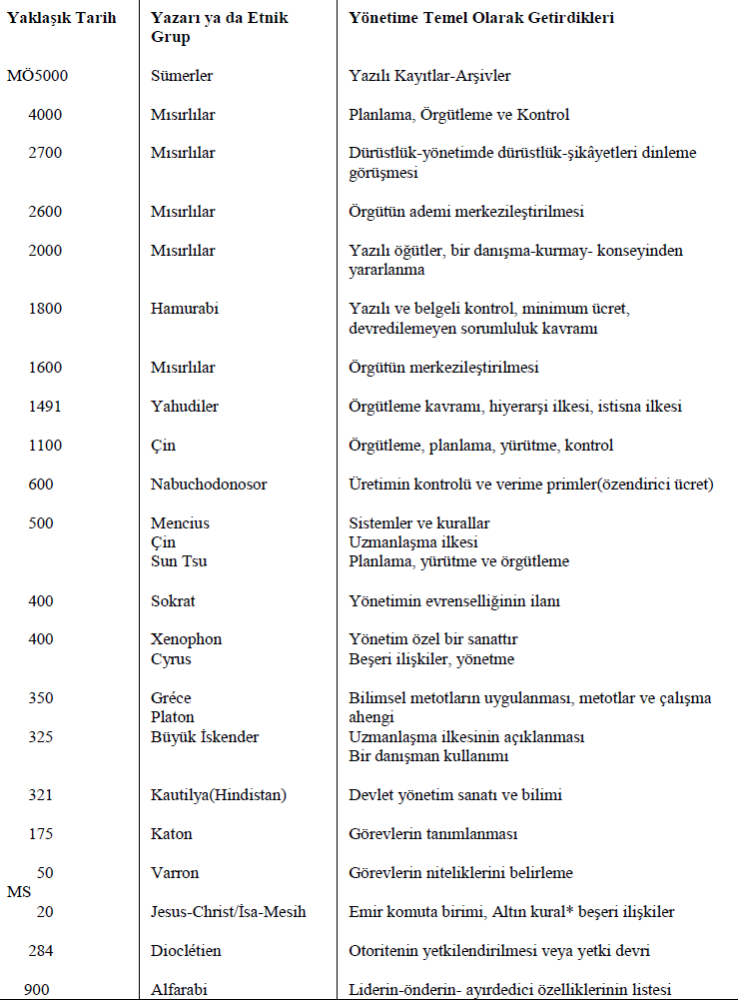 Yaklaşık Tarih Yazarı ya da Etnik Yönetime Temel Olarak Getirdikleri
Grup
MÖ5000 Sümerler Yazılı Kayıtlar-Arşivler
4000 Mısırlılar Planlama, Örgütleme ve Kontrol
2700 Mısırlılar Dürüstlük-yönetimde dürüstlük-şikâyetleri dinleme
görüşmesi
2600 Mısırlılar Örgütün ademi merkezileştirilmesi
2000 Mısırlılar Yazılı öğütler, bir danışma-kurmay- konseyinden
yararlanma
1800 Hamurabi Yazılı ve belgeli kontrol, minimum ücret,
devredilemeyen sorumluluk kavramı
1600 Mısırlılar Örgütün merkezileştirilmesi
1491 Yahudiler Örgütleme kavramı, hiyerarşi ilkesi, istisna ilkesi
1100 Çin Örgütleme, planlama, yürütme, kontrol
600 Nabuchodonosor Üretimin kontrolü ve verime primler(özendirici ücret)
500 Mencius Sistemler ve kurallar
Çin Uzmanlaşma ilkesi
Sun Tsu Planlama, yürütme ve örgütleme
400 Sokrat Yönetimin evrenselliğinin ilanı
400 Xenophon Yönetim özel bir sanattır
Cyrus Beşeri ilişkiler, yönetme
350 Gréce Bilimsel metotların uygulanması, metotlar ve çalışma
Platon ahengi
325 Büyük İskender Uzmanlaşma ilkesinin açıklanması
Bir danışman kullanımı
321 Kautilya(Hindistan) Devlet yönetim sanatı ve bilimi
175 Katon Görevlerin tanımlanması
50 Varron Görevlerin niteliklerini belirleme
MS
20 Jesus-Christ/İsa-Mesih Emir komuta birimi, Altın kural* beşeri ilişkiler
284 Dioclétien Otoritenin yetkilendirilmesi veya yetki devri
900 Alfarabi Liderin-önderin- ayırdedici özelliklerinin listesi